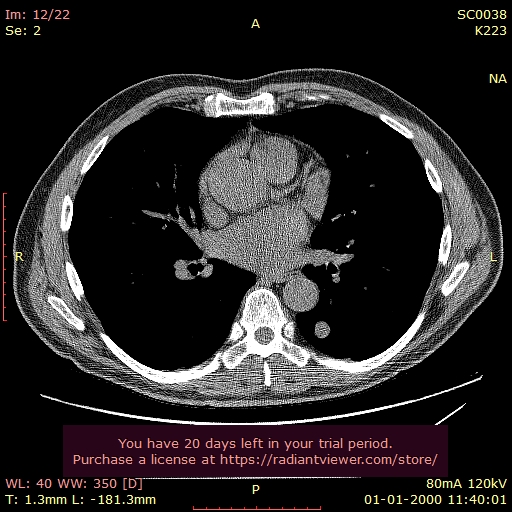 Im: 12/22
Se: 2
A
SC0038
K223
NA
R
L
You have 20 days left in your trial period.
Purchase a license at https://radiantviewer.com/store/
WL: 40 WW: 350 [D]
T: 1.3mm L: -181.3mm
P
80mA 120kV
01-01-2000 11:40:01